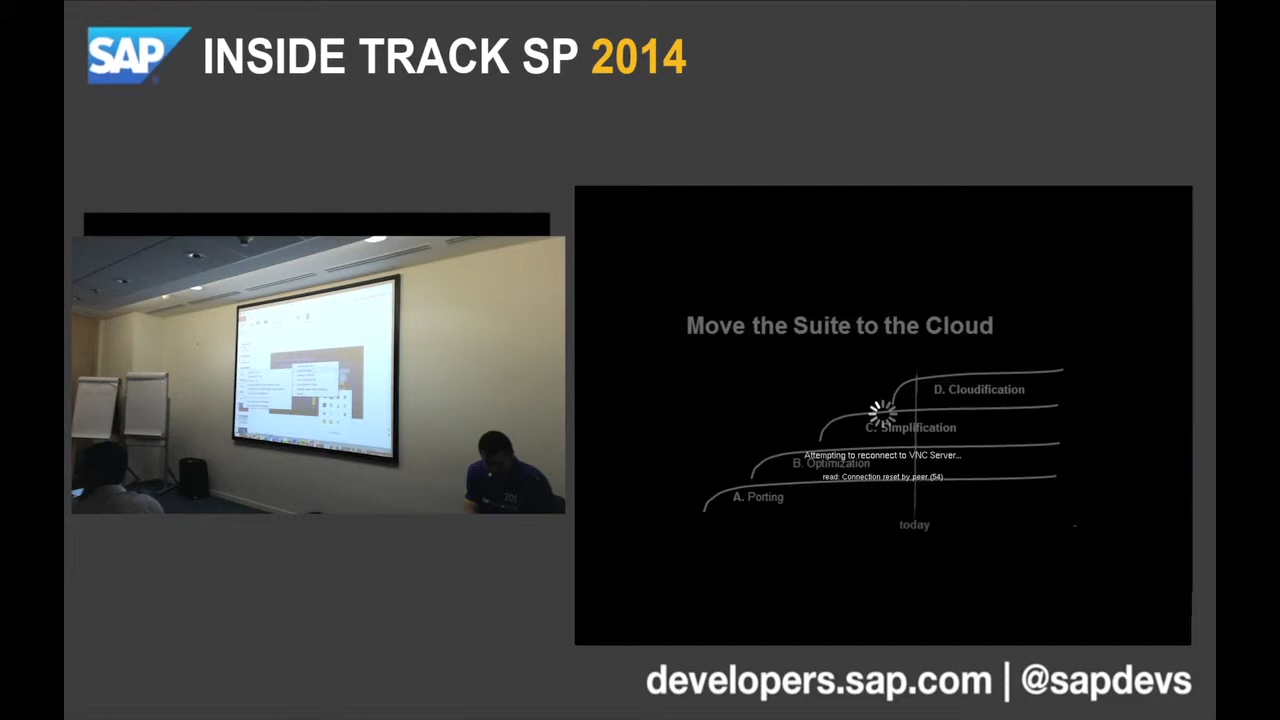 SAP
INSIDE TRACK SP 2014
Move the Suite to the Cloud
D. Cloudification
C. Simplification
Attempting to reconnect to VNC Server...
B. Optimization
read: Connection reset by peer (54)
A. Porting
today
201
developers.sap.com | @sapdevs